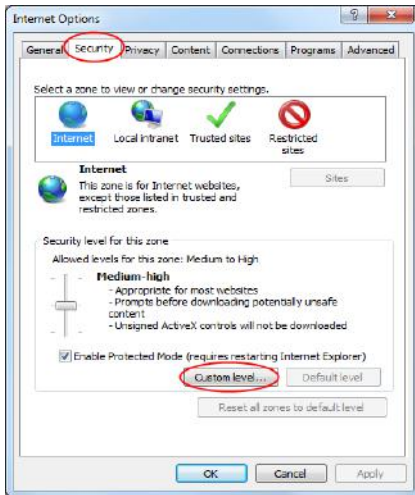 Internet Options
General Security Privacy Content Connections Programs Advanced
Select a zone to view or change security settings.
Internet Local intranet Trusted sites Restricted
sites
Internet
Sites
This zone is for Internet websites,
except those listed in trusted and
restricted zones.
Security level for this zone
Allowed levels for this zone: Medium to High
Medium-high
- Appropriate for most websites
- Prompts before downloading potentially unsafe
content
- Unsigned ActiveX controls will not be downloaded
Enable Protected Mode (requires restarting Internet Explorer)
Custom level... Default level
Reset all zones to default level
OK Cancel Apply